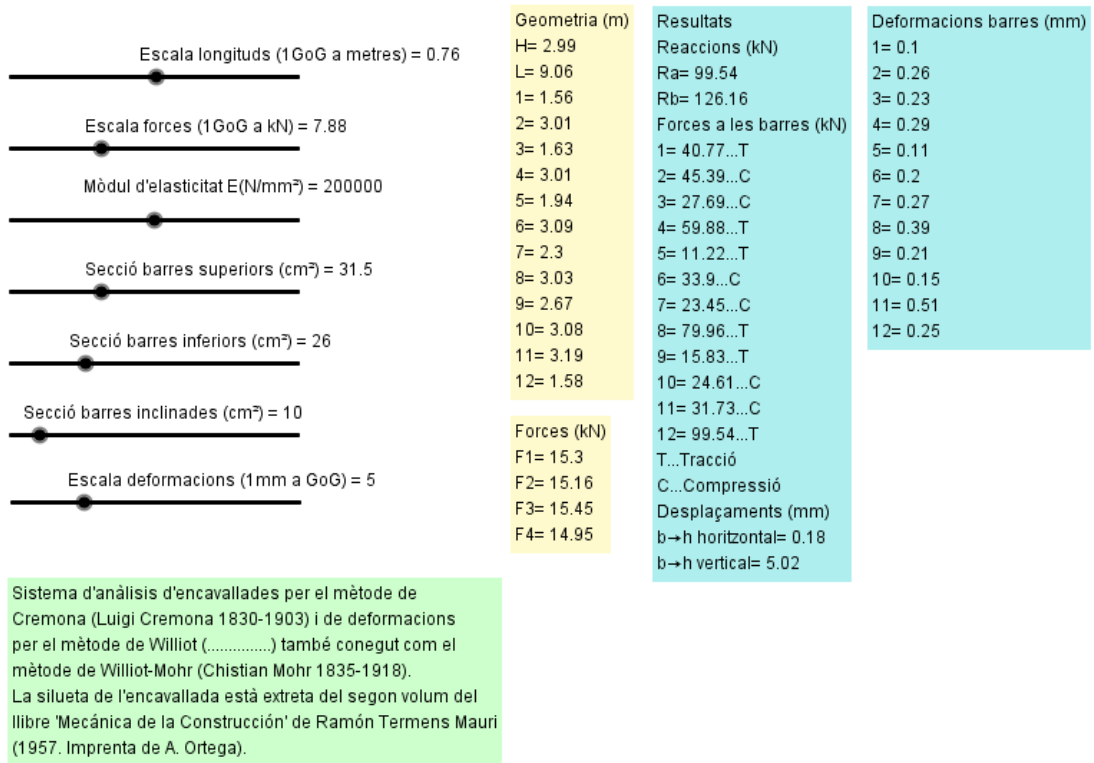 Escala longituds (1GoG a metres) = 0.76
Escala forces (1GoG a kN) = 7.88
Mòdul d'elasticitat E(N/mm²) = 200000
Secció barres superiors (cm²) = 31.5
Secció barres inferiors (cm²) = 26
Secció barres inclinades (cm²) = 10
Escala deformacions (1mm a GoG) = 5
Geometria (m)
H= 2.99
L= 9.06
1= 1.56
2= 3.01
3= 1.63
4= 3.01
5= 1.94
6= 3.09
7= 2.3
8= 3.03
9= 2.67
10= 3.08
11= 3.19
12= 1.58
Forces (kN)
F1= 15.3
F2= 15.16
F3= 15.45
F4= 14.95
Resultats
Reaccions (kN)
Ra= 99.54
Rb= 126.16
Forces a les barres (kN)
1= 40.77...T
2= 45.39...C
3= 27.69...C
4= 59.88...T
5= 11.22...T
6= 33.9...C
7= 23.45...C
8= 79.96...T
9= 15.83...T
10= 24.61...C
11= 31.73...C
12= 99.54...T
T...Tracció
C...Compressió
Desplaçaments (mm)
b→h horitzontal= 0.18
b→h vertical= 5.02
Deformacions barres (mm)
1= 0.1
2= 0.26
3= 0.23
4= 0.29
5= 0.11
6= 0.2
7= 0.27
8= 0.39
9= 0.21
10= 0.15
11= 0.51
12= 0.25
Sistema d'anàlisis d'encavallades per el mètode de
Cremona (Luigi Cremona 1830-1903) i de deformacions
per el mètode de Williot (...............) també conegut com el
mètode de Williot-Mohr (Chistian Mohr 1835-1918).
La silueta de l'encavallada està extreta del segon volum del
llibre 'Mecánica de la Construcción' de Ramón Termens Mauri
(1957. Imprenta de A. Ortega).